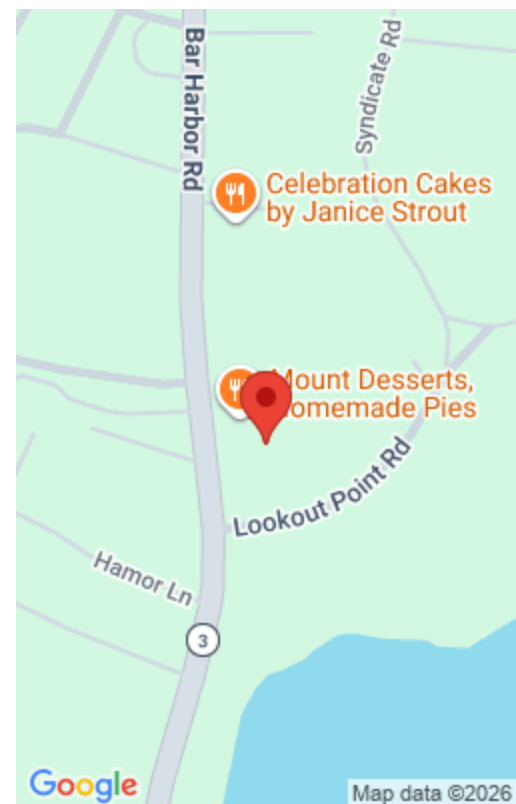 Bar Harbor Rd
Syndicate Rd
Celebration Cakes
by Janice Strout
Mount Desserts,
Homemade Pies
Lookout Point Rd
Hamor Ln
3
Google
Map data ©2026